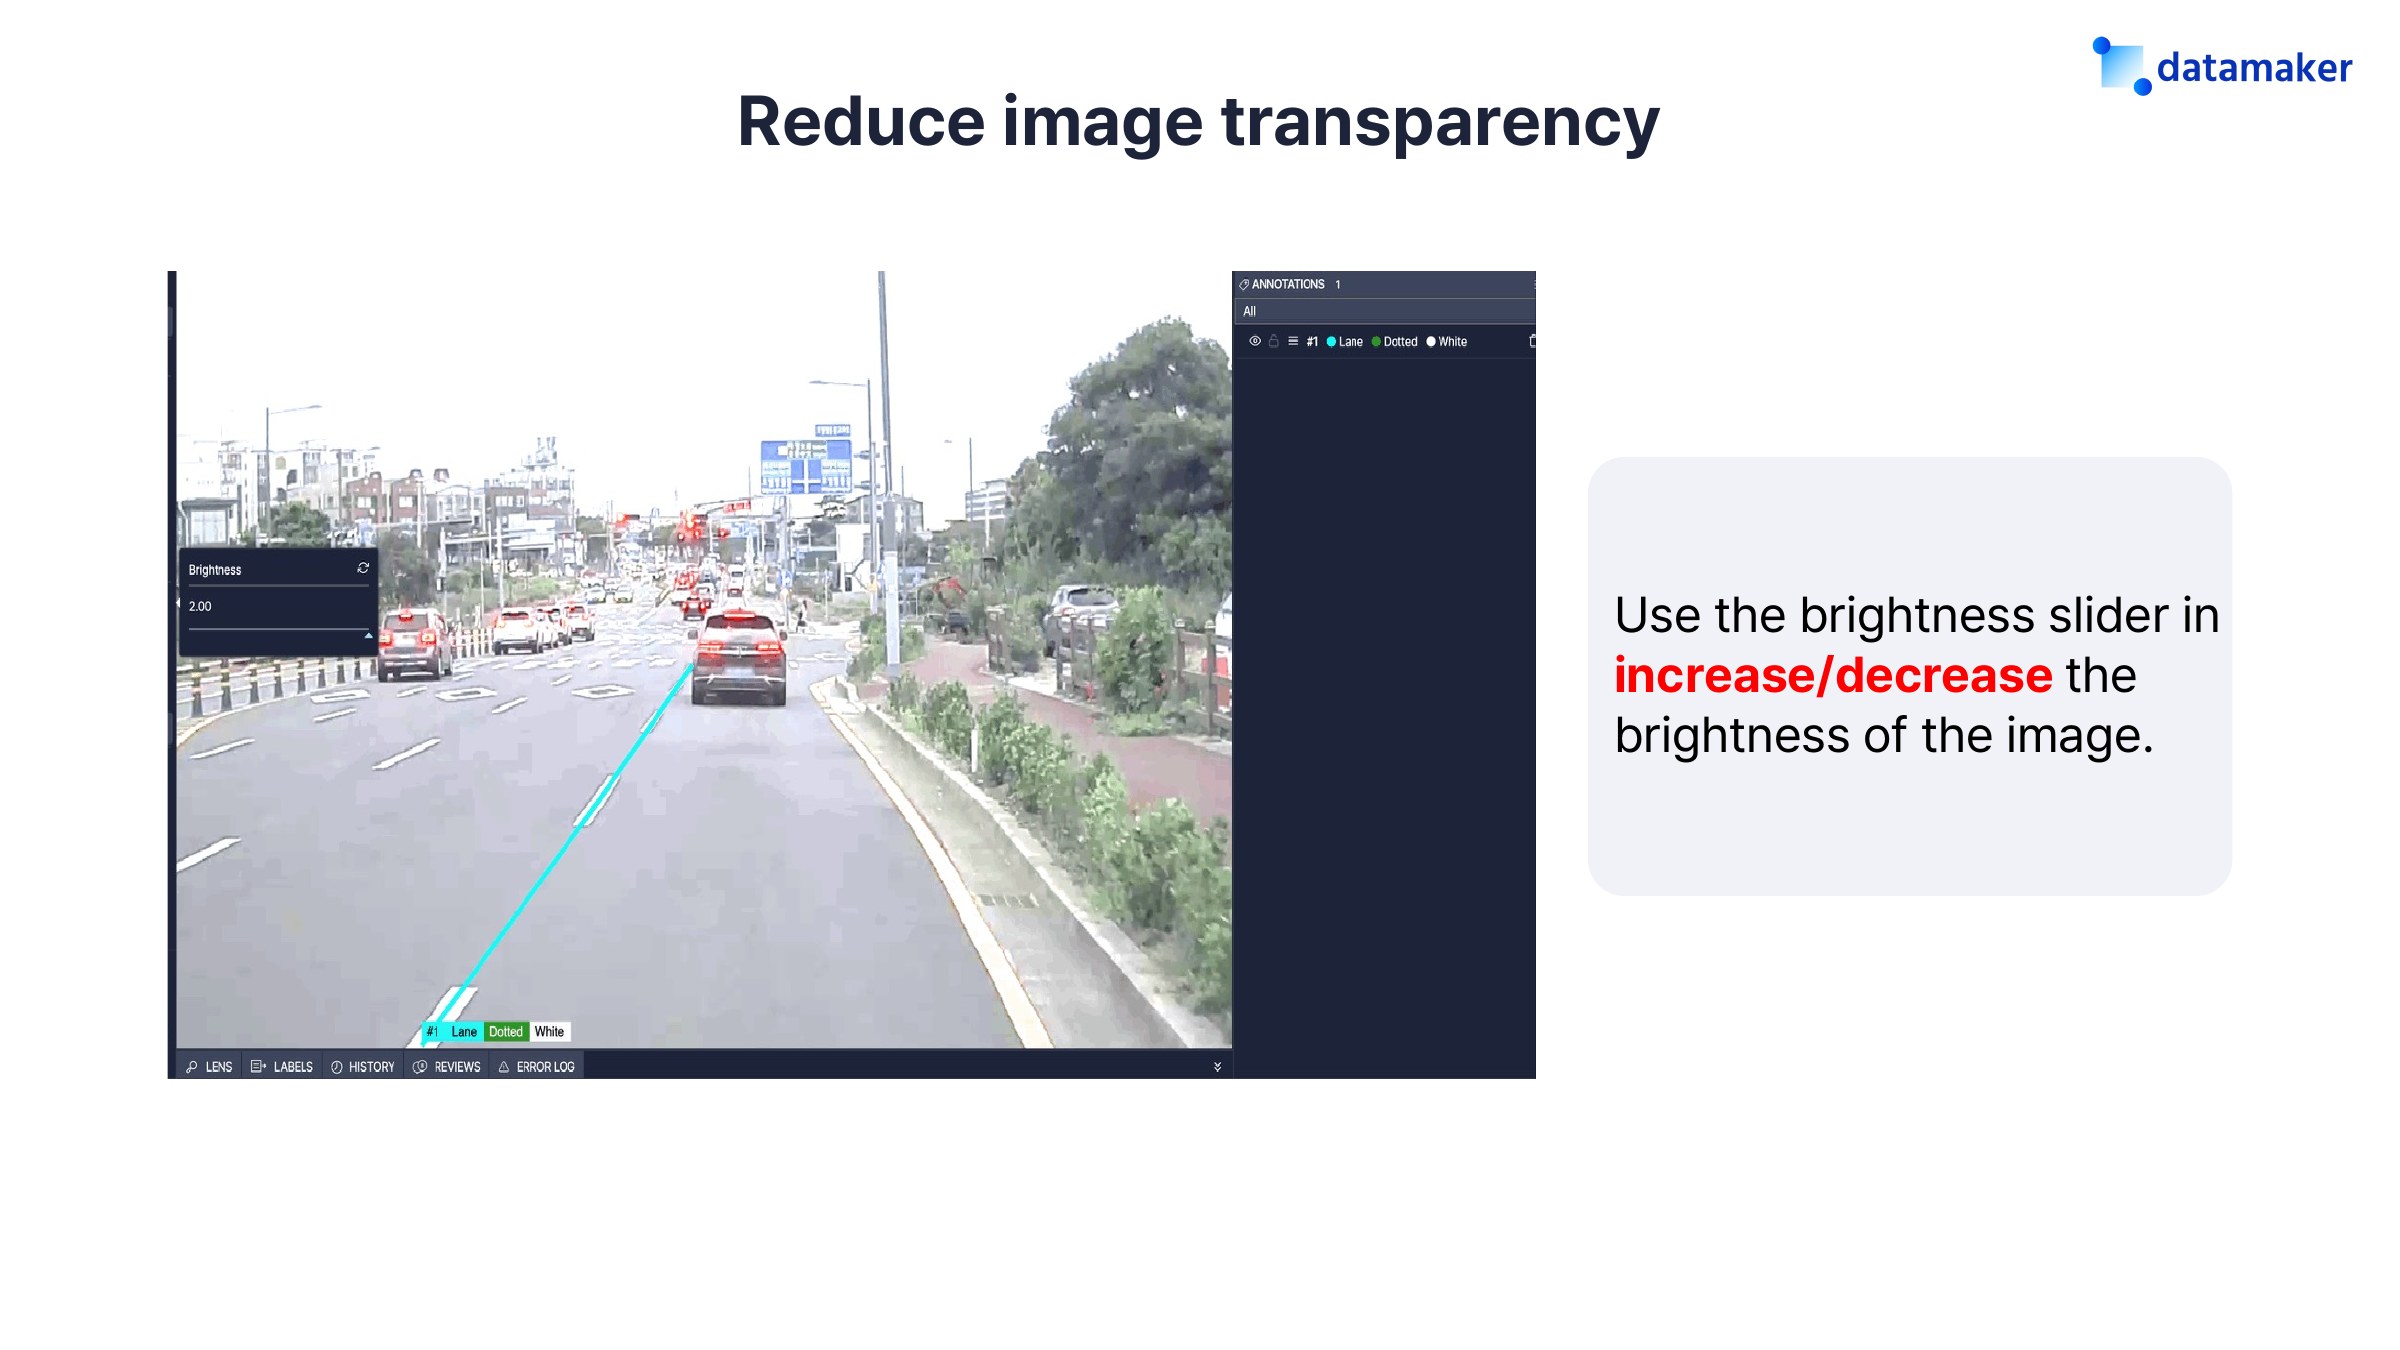 datamaker
Reduce image transparency
ANNOTATIONS 1
All
#1 Lane Dotted White
Brightness
2.00
Use the brightness slider in
increase/decrease the
brightness of the image.
#1 Lane Dotted White
LENS LABELS HISTORY REVIEWS ERROR LOG